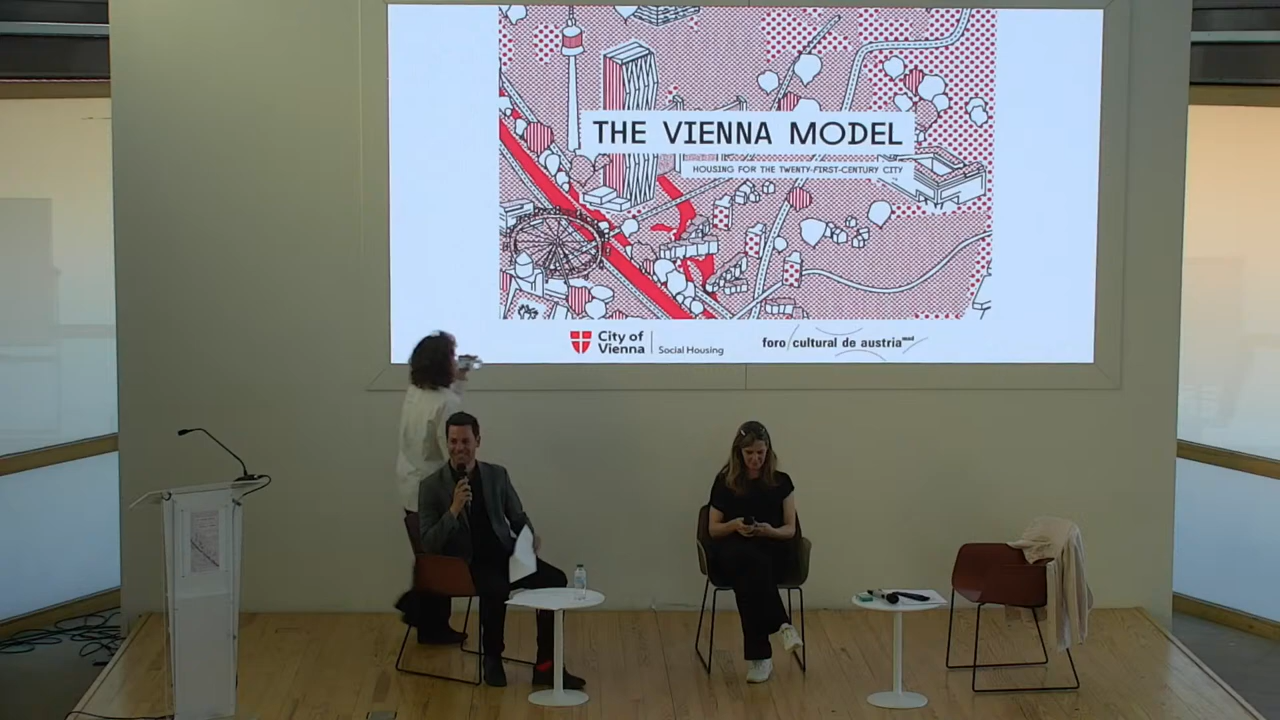 THE VIENNA MODEL
HOUSING FOR THE TWENTY-FIRST-CENTURY CITY
City of
Vienna
Social Housing
foro cultural de austria mad